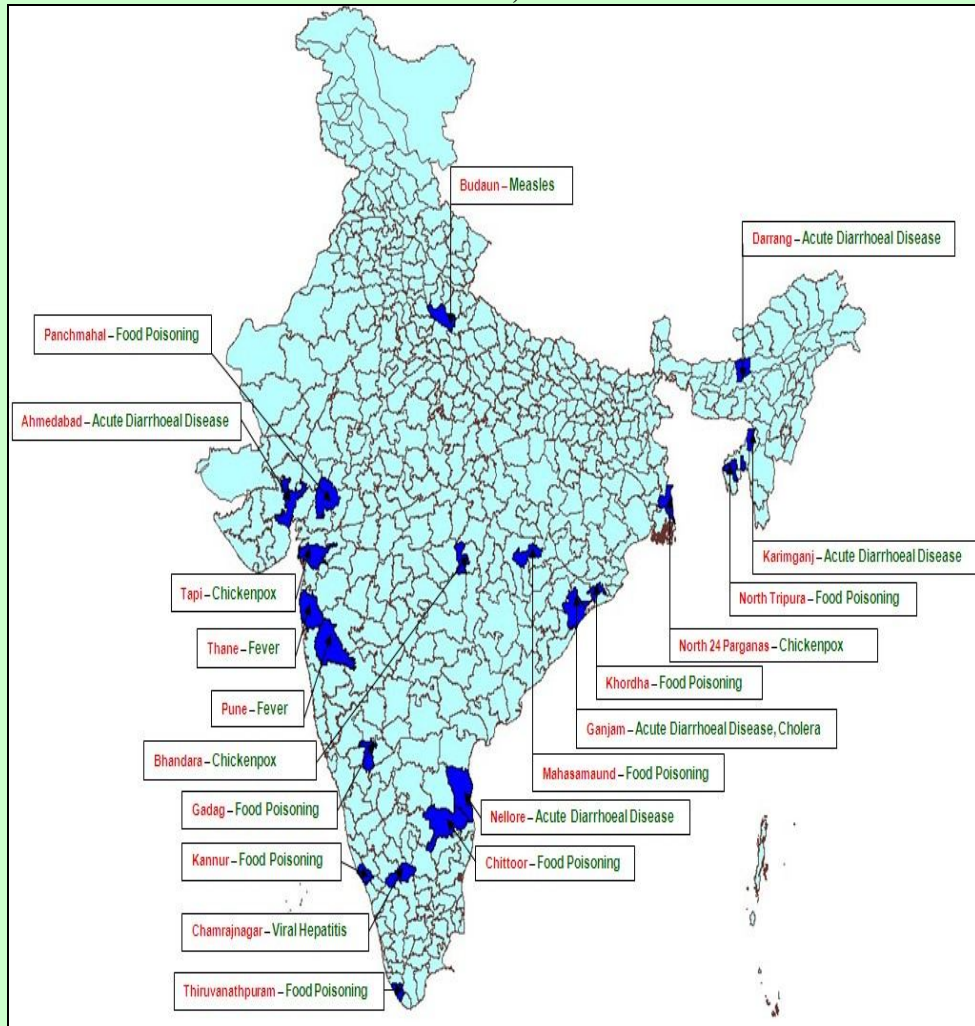 Budaun – Measles
Darrang – Acute Diarrhoeal Disease
Panchmahal – Food Poisoning
Ahmedabad – Acute Diarrhoeal Disease
Karimganj – Acute Diarrhoeal Disease
Tapi – Chickenpox
North Tripura – Food Poisoning
Thane – Fever
North 24 Parganas – Chickenpox
Khordha – Food Poisoning
Pune – Fever
Ganjam – Acute Diarrhoeal Disease, Cholera
Bhandara – Chickenpox
Mahasamaund – Food Poisoning
Gadag – Food Poisoning
Nellore – Acute Diarrhoeal Disease
Kannur – Food Poisoning
Chittoor – Food Poisoning
Chamrajnagar – Viral Hepatitis
Thiruvanathpuram – Food Poisoning